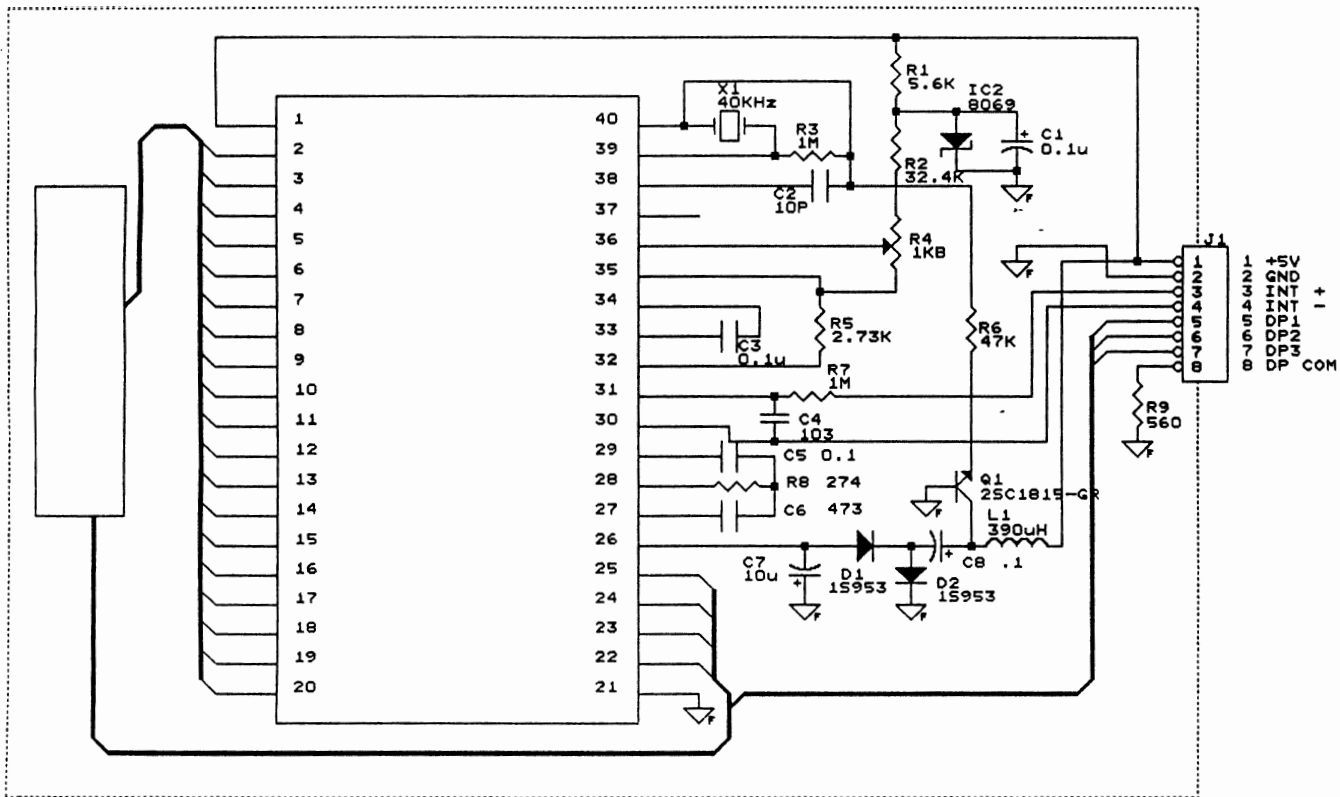 X1
40KHz
R1
5.6K
IC2
8069
C1
0.1u
+
R3
1M
R2
32.4K
C2
10P
R4
1KB
R5
2.73K
R6
47K
C3
0.1u
R7
1M
C4
103
C5 0.1
R8 274
C6 473
Q1
2SC1815-GR
L1
390uH
C7
10u
+
D1
1S953
D2
1S953
C8 .1
+
R9
560
J1
1 1 +5V
2 2 GND
3 3 INT +
4 4 INT -
5 5 DP1
6 6 DP2
7 7 DP3
8 8 DP COM
1 40
2 39
3 38
4 37
5 36
6 35
7 34
8 33
9 32
10 31
11 30
12 29
13 28
14 27
15 26
16 25
17 24
18 23
19 22
20 21
F
F
F
F
F
F
F